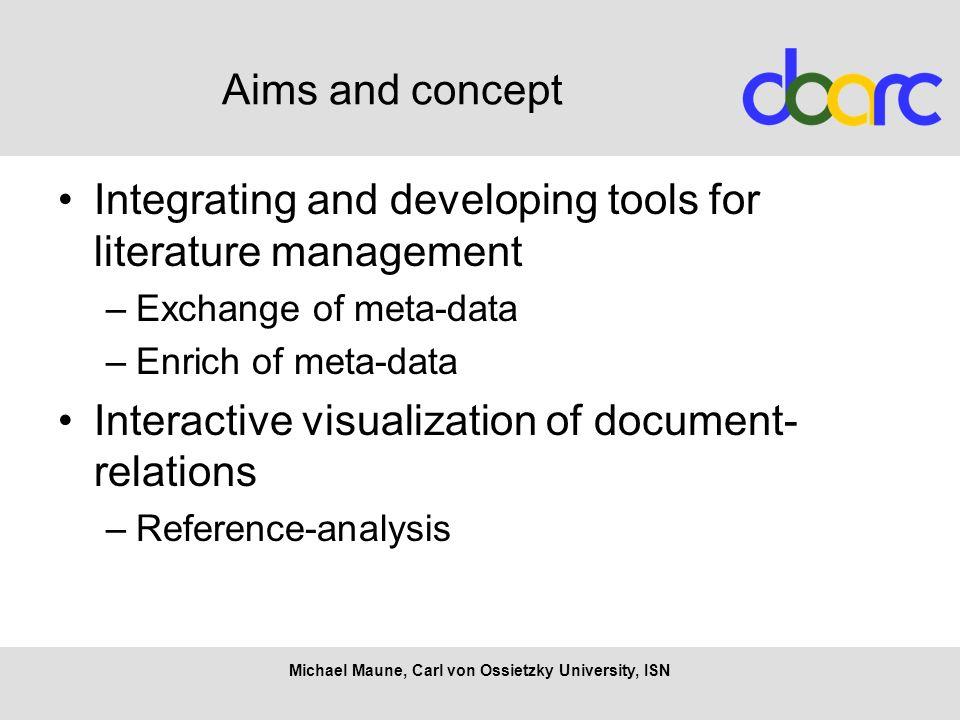 Aims and concept
doarc
• Integrating and developing tools for
literature management
– Exchange of meta-data
– Enrich of meta-data
• Interactive visualization of document-
relations
– Reference-analysis
Michael Maune, Carl von Ossietzky University, ISN